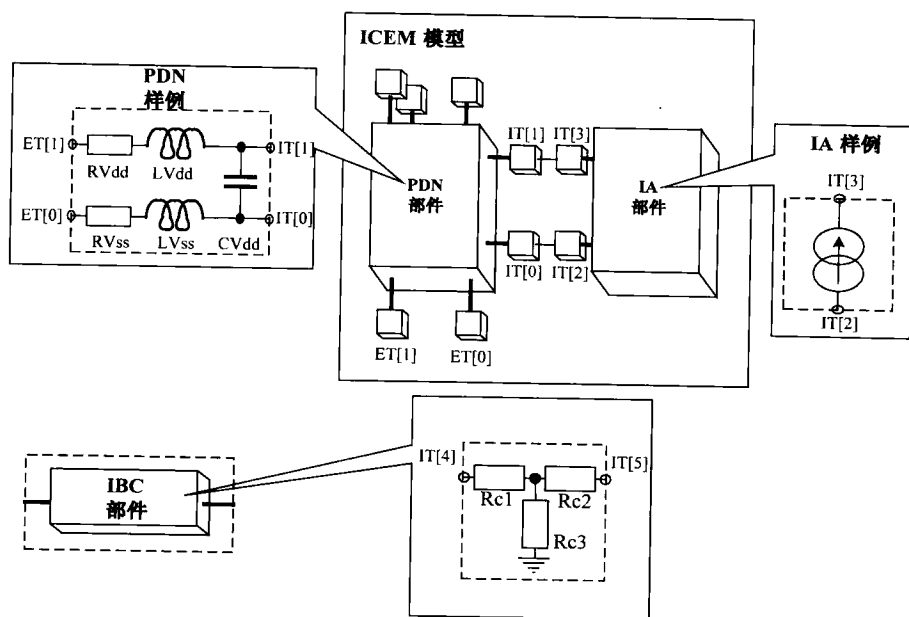 ICEM 模型
PDN
样例
ET[1]
IT[1]
RVdd
LVdd
ET[0]
IT[0]
RVss
LVss
CVdd
PDN
部件
IT[1]
IT[3]
IT[0]
IT[2]
IA
部件
ET[1]
ET[0]
IA 样例
IT[3]
IT[2]
IBC
部件
IT[4]
IT[5]
Rc1
Rc2
Rc3